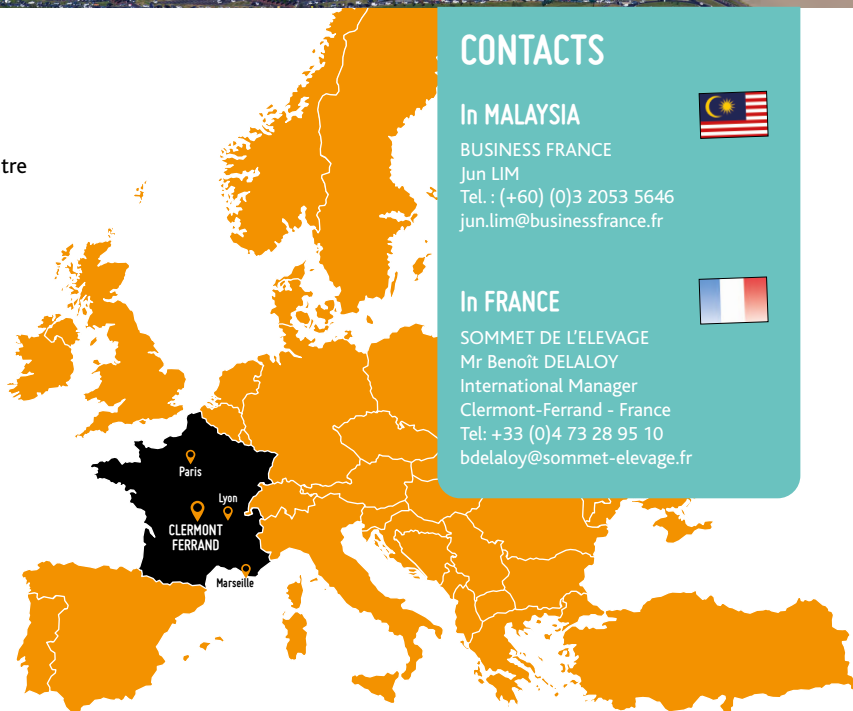 tre
CONTACTS
In MALAYSIA
BUSINESS FRANCE
Jun LIM
Tel. : (+60) (0)3 2053 5646
jun.lim@businessfrance.fr
In FRANCE
SOMMET DE L'ELEVAGE
Mr Benoît DELALOY
International Manager
Clermont-Ferrand - France
Tel: +33 (0)4 73 28 95 10
bdelaloy@sommet-elevage.fr
Paris
Lyon
CLERMONT
FERRAND
Marseille